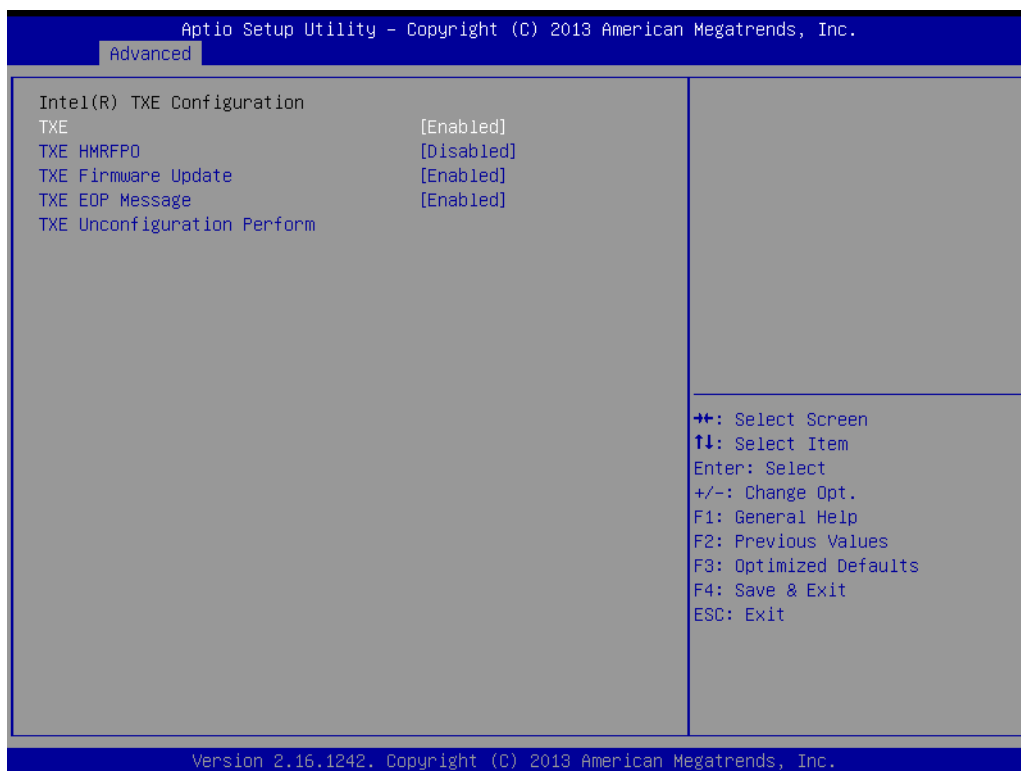 Aptio Setup Utility – Copyright (C) 2013 American Megatrends, Inc.
Advanced
Intel(R) TXE Configuration
TXE [Enabled]
TXE HMRFPO [Disabled]
TXE Firmware Update [Enabled]
TXE EOP Message [Enabled]
TXE Unconfiguration Perform
→←: Select Screen
↑↓: Select Item
Enter: Select
+/-: Change Opt.
F1: General Help
F2: Previous Values
F3: Optimized Defaults
F4: Save & Exit
ESC: Exit
Version 2.16.1242. Copyright (C) 2013 American Megatrends, Inc.